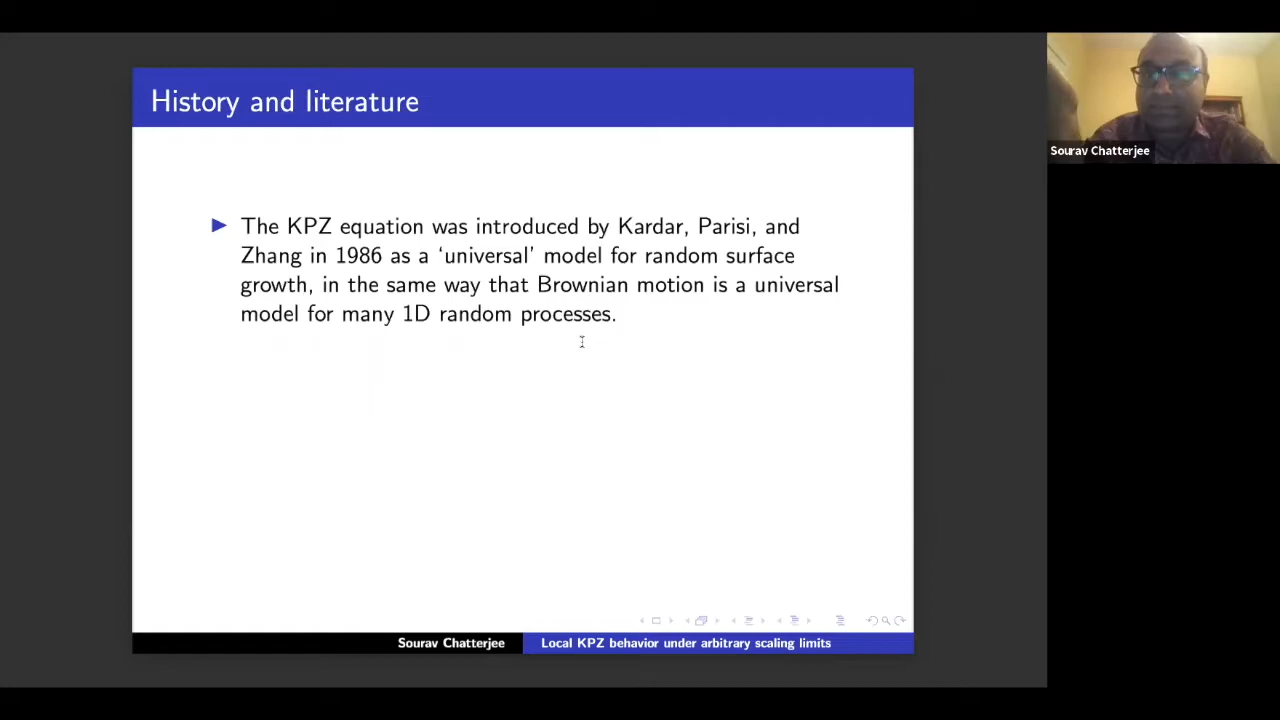 History and literature
Sourav Chatterjee
▶ The KPZ equation was introduced by Kardar, Parisi, and
Zhang in 1986 as a ‘universal’ model for random surface
growth, in the same way that Brownian motion is a universal
model for many 1D random processes.
Sourav Chatterjee
Local KPZ behavior under arbitrary scaling limits